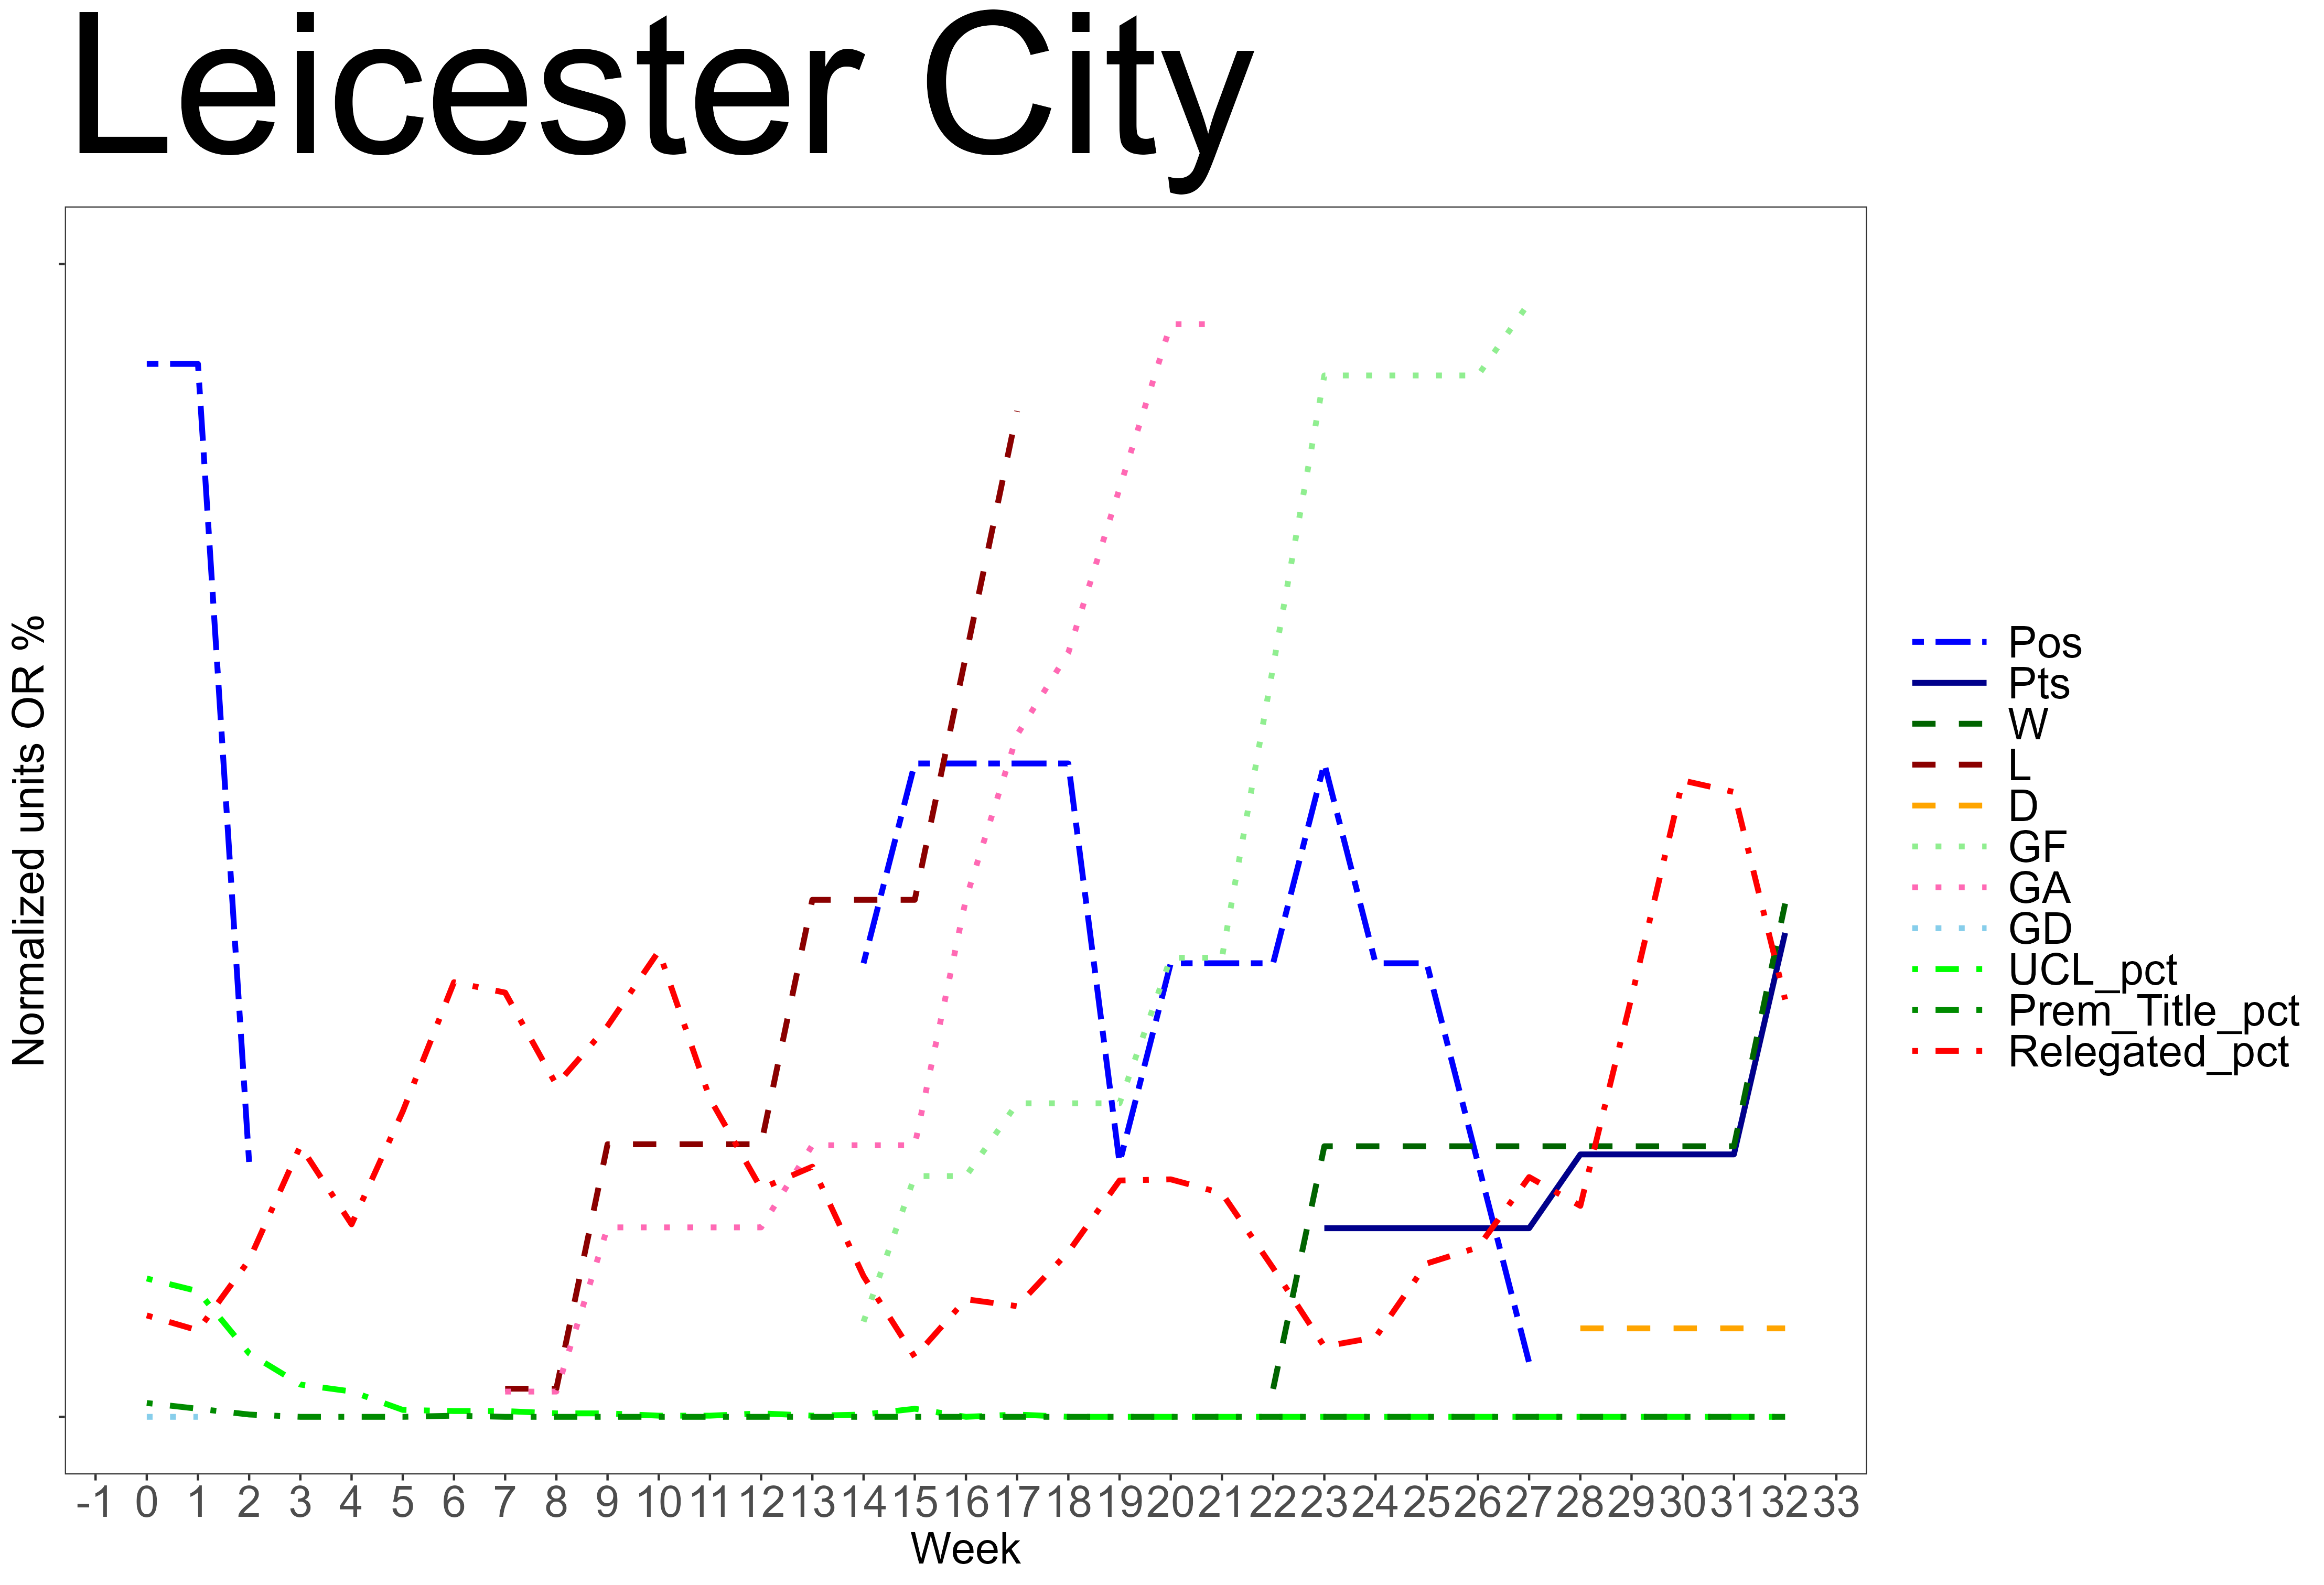 Leicester City
Normalized units OR %
Pos
Pts
W
L
D
GF
GA
GD
UCL_pct
Prem_Title_pct
Relegated_pct
-1 0 1 2 3 4 5 6 7 8 9 10 11 12 13 14 15 16 17 18 19 20 21 22 23 24 25 26 27 28 29 30 31 32 33
Week